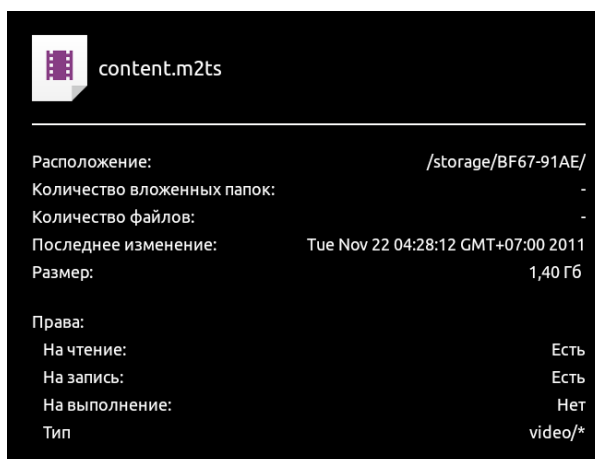 content.m2ts
Расположение: /storage/BF67-91AE/
Количество вложенных папок: -
Количество файлов: -
Последнее изменение: Tue Nov 22 04:28:12 GMT+07:00 2011
Размер: 1,40 Гб
Права:
На чтение: Есть
На запись: Есть
На выполнение: Нет
Тип video/*